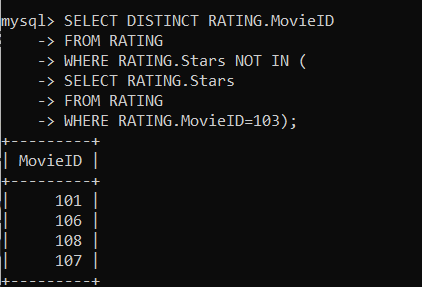 mysql> SELECT DISTINCT RATING.MovieID
    -> FROM RATING
    -> WHERE RATING.Stars NOT IN (
    -> SELECT RATING.Stars
    -> FROM RATING
    -> WHERE RATING.MovieID=103);
+---------+
| MovieID |
+---------+
|     101 |
|     106 |
|     108 |
|     107 |
+---------+